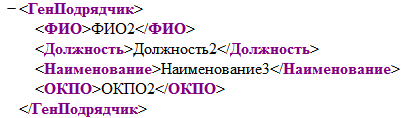 − <ГенПодрядчик>
<ФИО>ФИО2</ФИО>
<Должность>Должность2</Должность>
<Наименование>Наименование3</Наименование>
<ОКПО>ОКПО2</ОКПО>
</ГенПодрядчик>